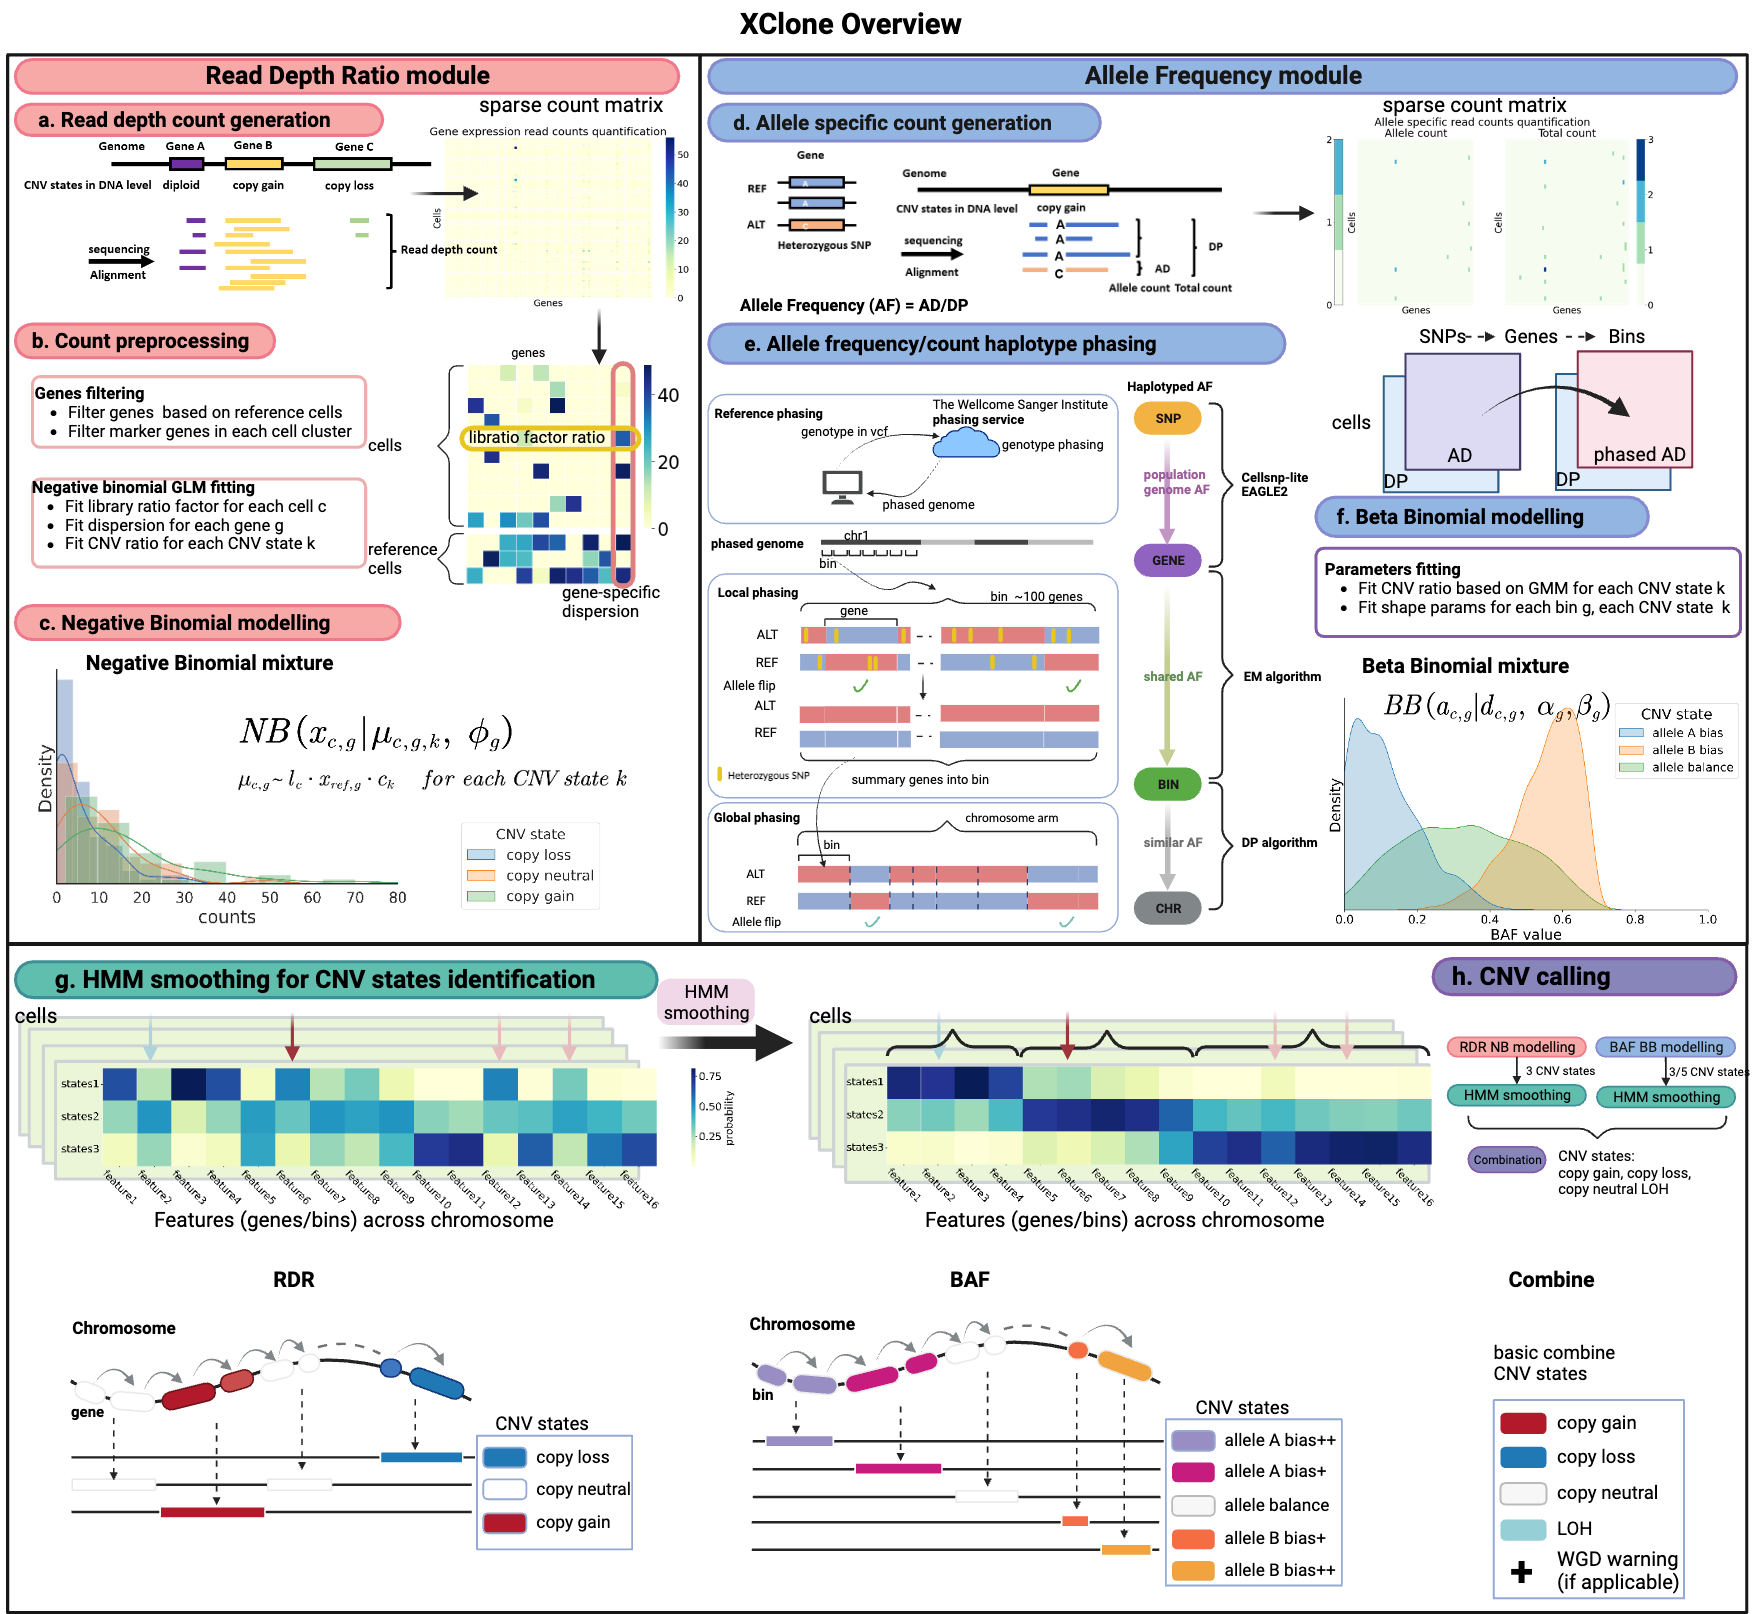 XClone Overview
Read Depth Ratio module
a. Read depth count generation
sparse count matrix
Gene expression read counts quantification
Genome
Gene A
Gene B
Gene C
CNV states in DNA level
diploid
copy gain
copy loss
sequencing
Alignment
Read depth count
Cells
Genes
50
40
30
20
10
0
b. Count preprocessing
Genes filtering
• Filter genes based on reference cells
• Filter marker genes in each cell cluster
Negative binomial GLM fitting
• Fit library ratio factor for each cell c
• Fit dispersion for each gene g
• Fit CNV ratio for each CNV state k
genes
cells
libratio factor ratio
reference
cells
40
20
0
gene-specific
dispersion
c. Negative Binomial modelling
Negative Binomial mixture
NB(x_{c,g}|μ_{c,g,k}, ϕ_g)
μ_{c,g} ~ l_c · x_{ref,g} · c_k for each CNV state k
Density
CNV state
copy loss
copy neutral
copy gain
0 10 20 30 40 50 60 70 80
counts
Allele Frequency module
d. Allele specific count generation
sparse count matrix
Allele specific read counts quantification
Allele count
Total count
Gene
REF
A
A
ALT
C
Heterozygous SNP
Genome
Gene
CNV states in DNA level
copy gain
sequencing
Alignment
A
A
A
C
AD
DP
Allele count Total count
Allele Frequency (AF) = AD/DP
2
1
0
Cells
Genes
Cells
Genes
3
2
1
0
e. Allele frequency/count haplotype phasing
Reference phasing
The Wellcome Sanger Institute
phasing service
genotype in vcf
genotype phasing
phased genome
phased genome
chr1
bin
Local phasing
bin ~100 genes
gene
ALT
REF
Allele flip
ALT
REF
Heterozygous SNP
summary genes into bin
Global phasing
chromosome arm
bin
ALT
REF
Allele flip
Haplotyped AF
SNP
population
genome AF
Cellsnp-lite
EAGLE2
GENE
shared AF
EM algorithm
BIN
similar AF
DP algorithm
CHR
SNPs
Genes
Bins
cells
AD
DP
phased AD
DP
f. Beta Binomial modelling
Parameters fitting
• Fit CNV ratio based on GMM for each CNV state k
• Fit shape params for each bin g, each CNV state k
Beta Binomial mixture
BB(a_{c,g}|d_{c,g}, α_g, β_g)
CNV state
allele A bias
allele B bias
allele balance
Density
0.0 0.2 0.4 0.6 0.8 1.0
BAF value
g. HMM smoothing for CNV states identification
cells
states1
states2
states3
feature1 feature2 feature3 feature4 feature5 feature6 feature7 feature8 feature9 feature10 feature11 feature12 feature13 feature14 feature15 feature16
Features (genes/bins) across chromosome
0.75
0.50
0.25
probability
HMM
smoothing
cells
states1
states2
states3
feature1 feature2 feature3 feature4 feature5 feature6 feature7 feature8 feature9 feature10 feature11 feature12 feature13 feature14 feature15 feature16
Features (genes/bins) across chromosome
h. CNV calling
RDR NB modelling
BAF BB modelling
3 CNV states
3/5 CNV states
HMM smoothing
HMM smoothing
Combination
CNV states:
copy gain, copy loss,
copy neutral LOH
RDR
Chromosome
gene
CNV states
copy loss
copy neutral
copy gain
BAF
Chromosome
bin
CNV states
allele A bias++
allele A bias+
allele balance
allele B bias+
allele B bias++
Combine
basic combine
CNV states
copy gain
copy loss
copy neutral
LOH
WGD warning
(if applicable)